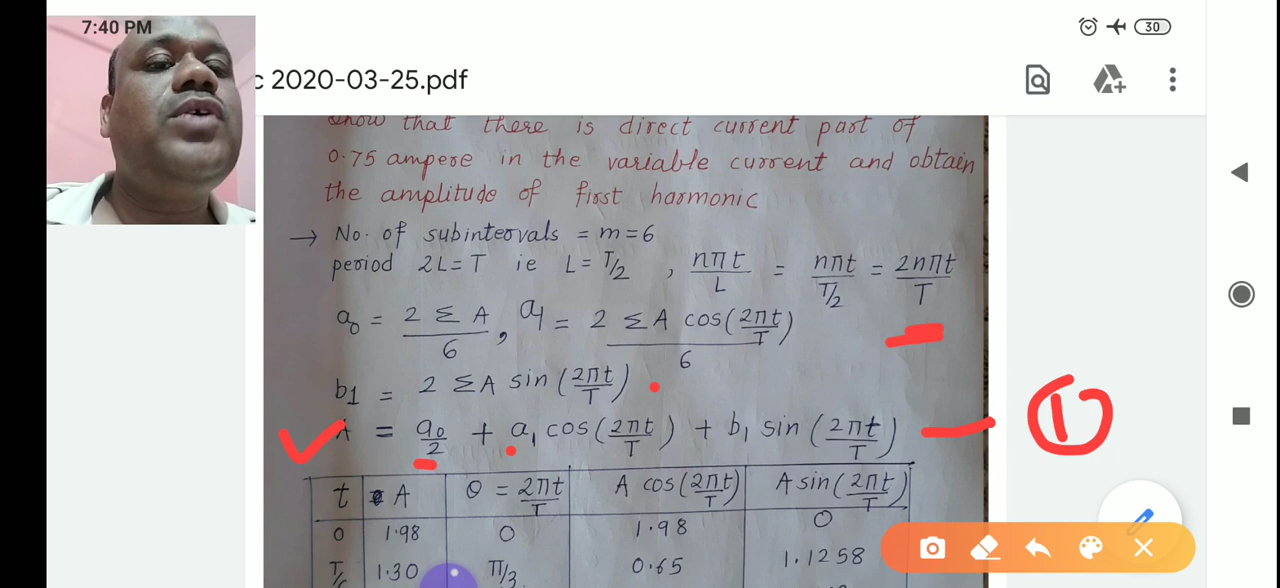 7:40 PM
30
c 2020-03-25.pdf
show that there is direct current part of
0.75 ampere in the variable current and obtain
the amplitude of first harmonic
→ No. of subintervals = m=6
period 2L=T ie L=T/2 , nπt/L = nπt/(T/2) = 2nπt/T
a0 = 2 ΣA/6 , a1 = 2 ΣA cos(2πt/T)/6
b1 = 2 ΣA sin(2πt/T)
A = a0/2 + a1 cos(2πt/T) + b1 sin(2πt/T) — 1
t A θ = 2πt/T A cos(2πt/T) A sin(2πt/T)
0 1.98 0 1.98 0
1.30 π/3 0.65 1.1258